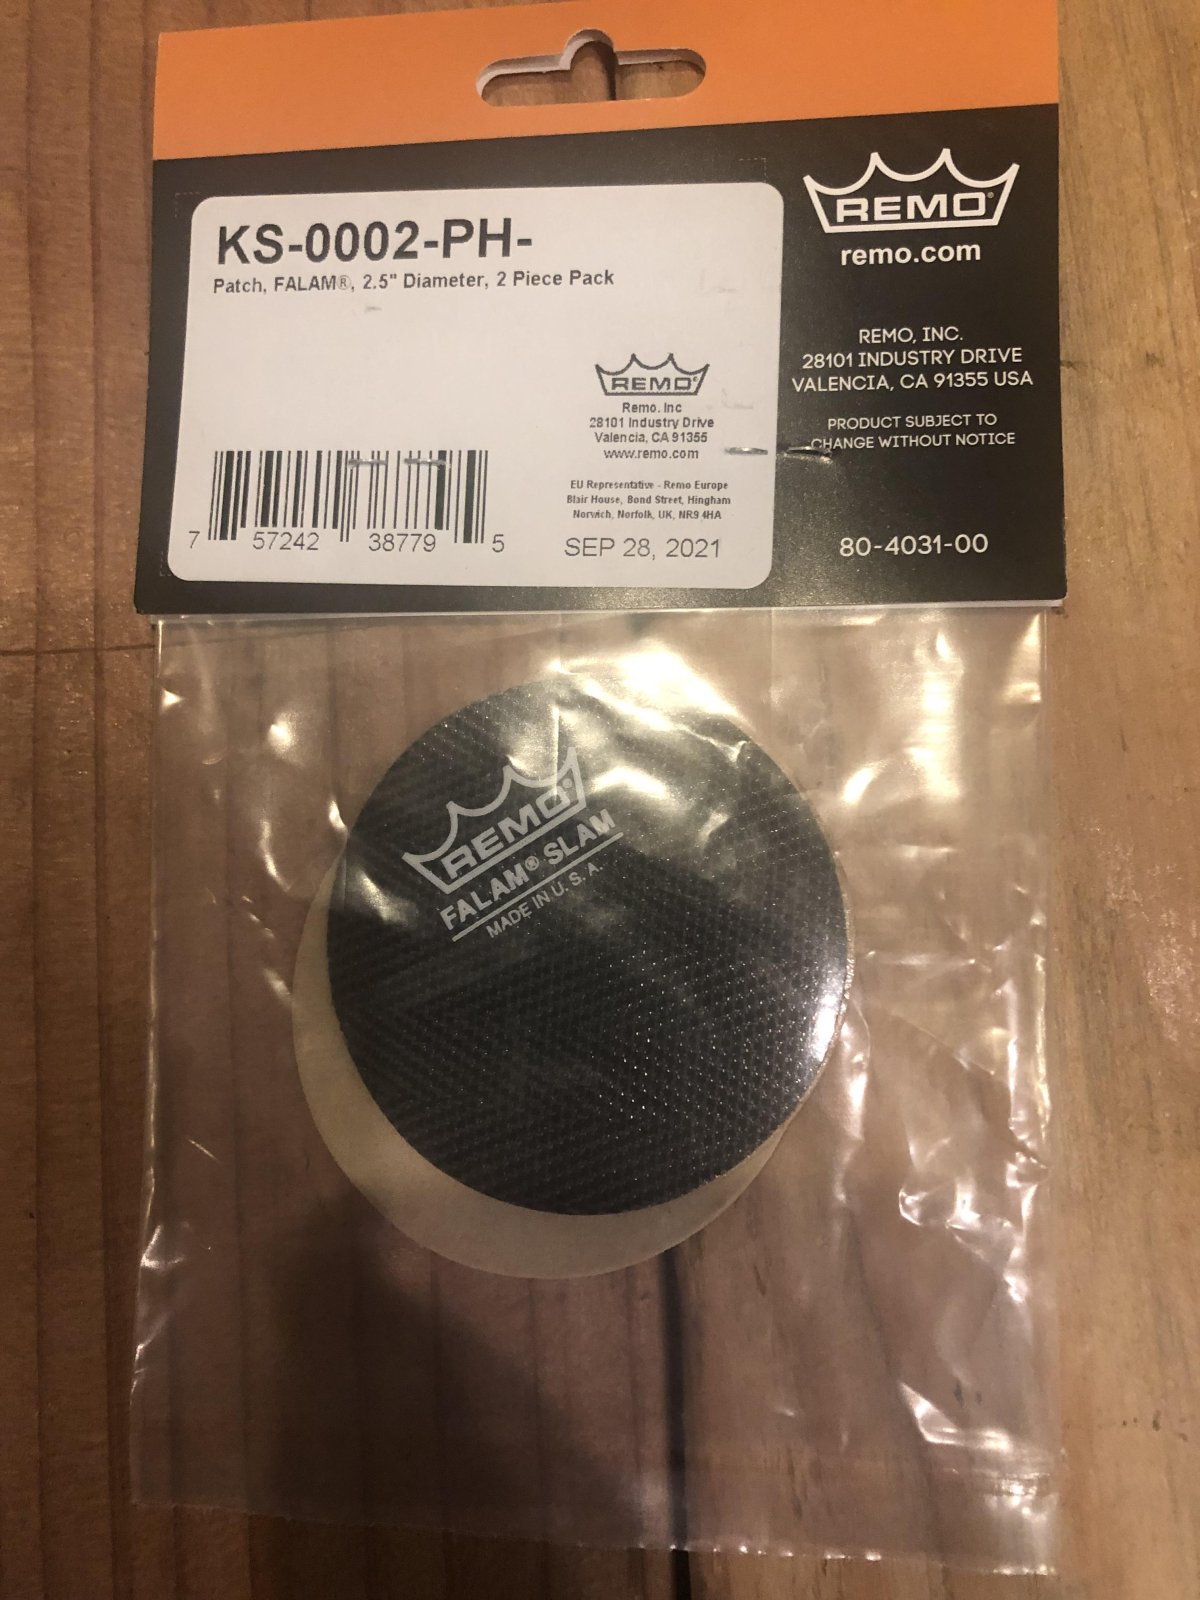 KS-0002-PH-
Patch, FALAM®, 2.5" Diameter, 2 Piece Pack
REMO®
Remo. Inc
28101 Industry Drive
Valencia, CA 91355
www.remo.com
EU Representative - Remo Europe
Blair House, Bond Street, Hingham
Norwich, Norfolk, UK, NR9 4HA
SEP 28, 2021
7 57242 38779 5
REMO®
remo.com
REMO, INC.
28101 INDUSTRY DRIVE
VALENCIA, CA 91355 USA
PRODUCT SUBJECT TO
CHANGE WITHOUT NOTICE
80-4031-00
REMO®
FALAM® SLAM
MADE IN U. S. A.